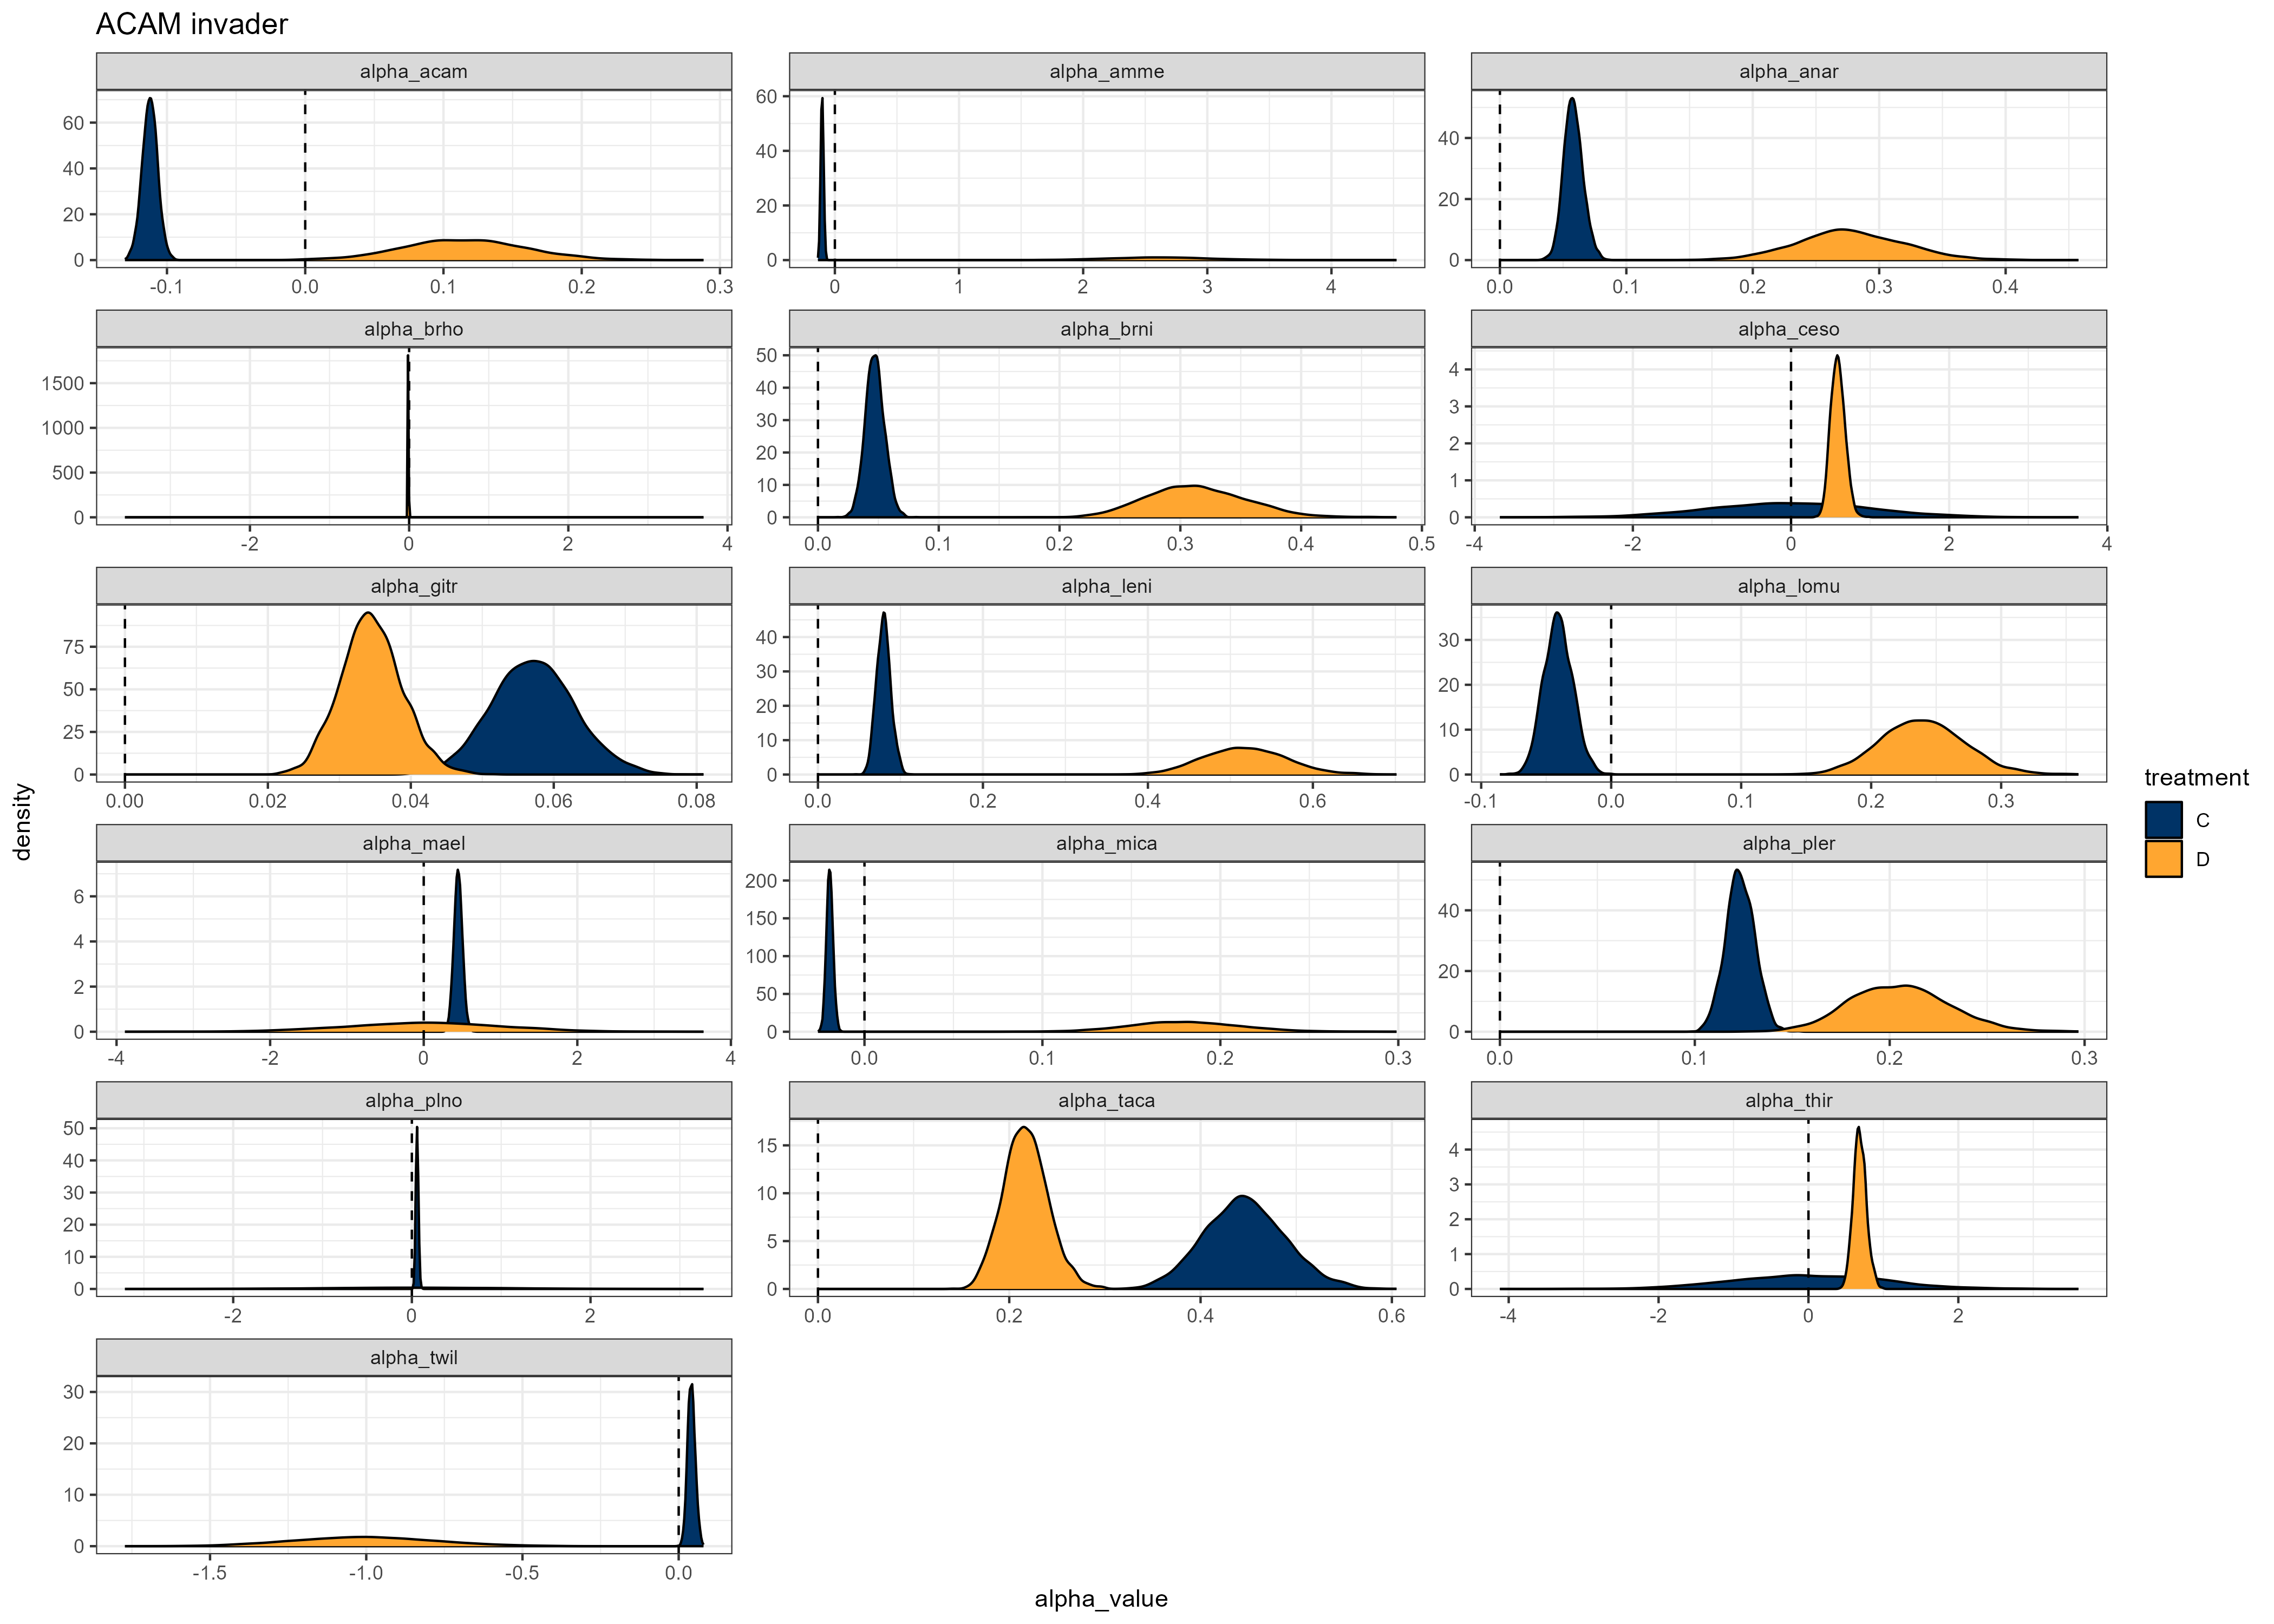 ACAM invader
alpha_acam
alpha_amme
alpha_anar
60
40
20
0
-0.1 0.0 0.1 0.2 0.3
60
40
20
0
0 1 2 3 4
40
20
0
0.0 0.1 0.2 0.3 0.4
alpha_brho
alpha_brni
alpha_ceso
1500
1000
500
0
-2 0 2 4
50
40
30
20
10
0
0.0 0.1 0.2 0.3 0.4 0.5
4
3
2
1
0
-4 -2 0 2 4
alpha_gitr
alpha_leni
alpha_lomu
75
50
25
0
0.00 0.02 0.04 0.06 0.08
40
30
20
10
0
0.0 0.2 0.4 0.6
30
20
10
0
-0.1 0.0 0.1 0.2 0.3
alpha_mael
alpha_mica
alpha_pler
6
4
2
0
-4 -2 0 2 4
200
150
100
50
0
0.0 0.1 0.2 0.3
40
20
0
0.0 0.1 0.2 0.3
alpha_plno
alpha_taca
alpha_thir
50
40
30
20
10
0
-2 0 2
15
10
5
0
0.0 0.2 0.4 0.6
4
3
2
1
0
-4 -2 0 2
alpha_twil
30
20
10
0
-1.5 -1.0 -0.5 0.0
density
alpha_value
treatment
C
D